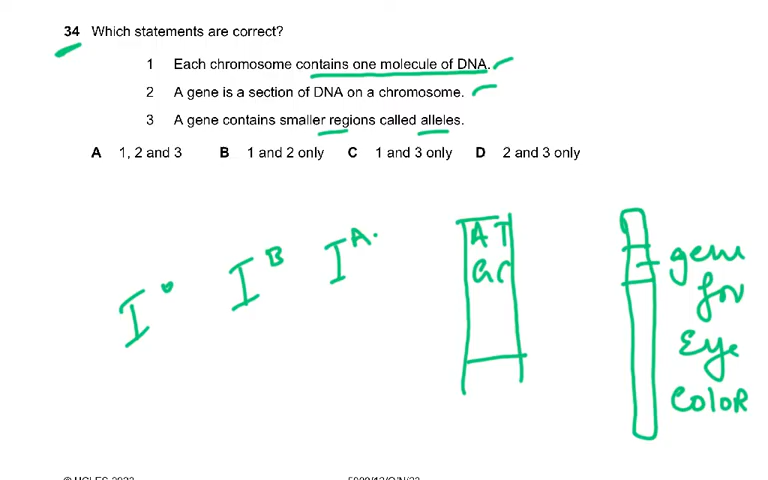 34 Which statements are correct?
1 Each chromosome contains one molecule of DNA.
2 A gene is a section of DNA on a chromosome.
3 A gene contains smaller regions called alleles.
A 1, 2 and 3 B 1 and 2 only C 1 and 3 only D 2 and 3 only
I° I^B I^A.
A T
G C
gene
for
Eye
COLOR